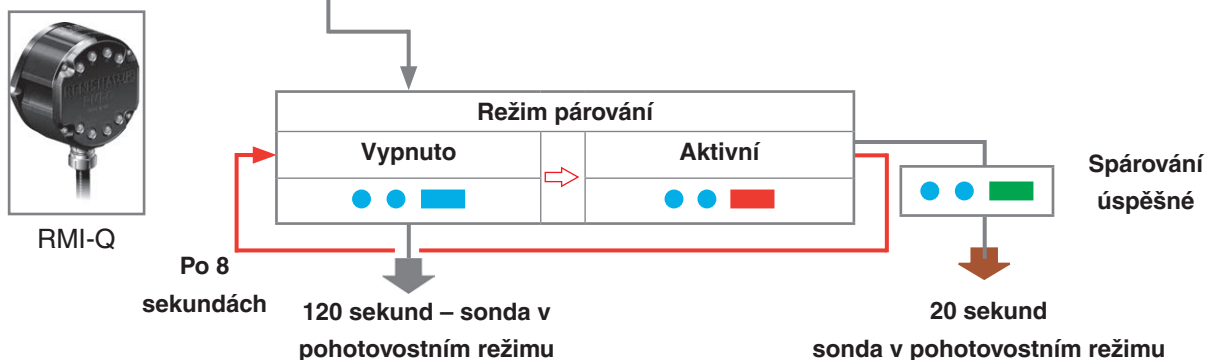 Režim párování
Vypnuto
Aktivní
Spárování
úspěšné
RMI-Q
Po 8
sekundách
120 sekund – sonda v
pohotovostním režimu
20 sekund
sonda v pohotovostním režimu